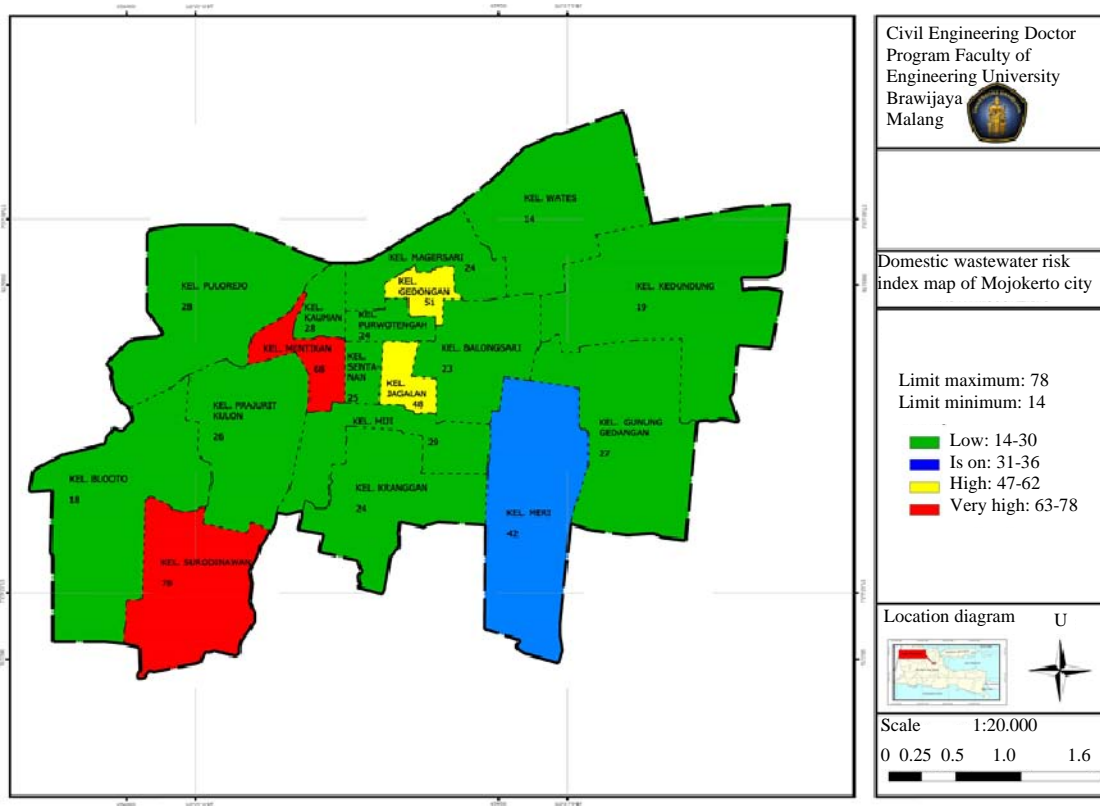 Civil Engineering Doctor
Program Faculty of
Engineering University
Brawijaya
Malang
Domestic wastewater risk
index map of Mojokerto city
Limit maximum: 78
Limit minimum: 14
Low: 14-30
Is on: 31-36
High: 47-62
Very high: 63-78
Location diagram
U
Scale 1:20.000
0 0.25 0.5 1.0 1.6
KEL. WATES
14
KEL. MAGERSARI
24
KEL.
GEDONGAN
51
KEL. PULOREJO
28
KEL. KEDUNDUNG
19
KEL.
KAUMAN
28
KEL.
PURWOTENGAH
24
KEL. MENTIKAN
66
KEL.
SENTA-
NAN
25
KEL. BALONGSARI
23
KEL.
JAGALAN
48
KEL. PRAJURIT
KULON
26
KEL. MIJI
29
KEL. GUNUNG
GEDANGAN
27
KEL. BLOOTO
18
KEL. KRANGGAN
24
KEL. MERI
42
KEL. SURODINAWAN
78